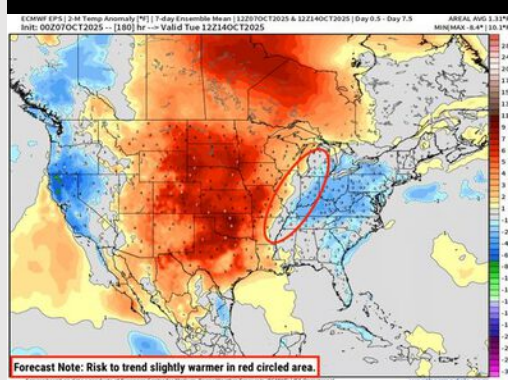 ECMWF EPS | 2-M Temp Anomaly [°F] | 7-day Ensemble Mean | 12Z07OCT2025 & 12Z14OCT2025 | Day 0.5 - Day 7.5
AREAL AVG 1.31°F
Init: 00Z07OCT2025 -- [180] hr --> Valid Tue 12Z14OCT2025
MIN|MAX -8.4° | 10.1°F
Forecast Note: Risk to trend slightly warmer in red circled area.